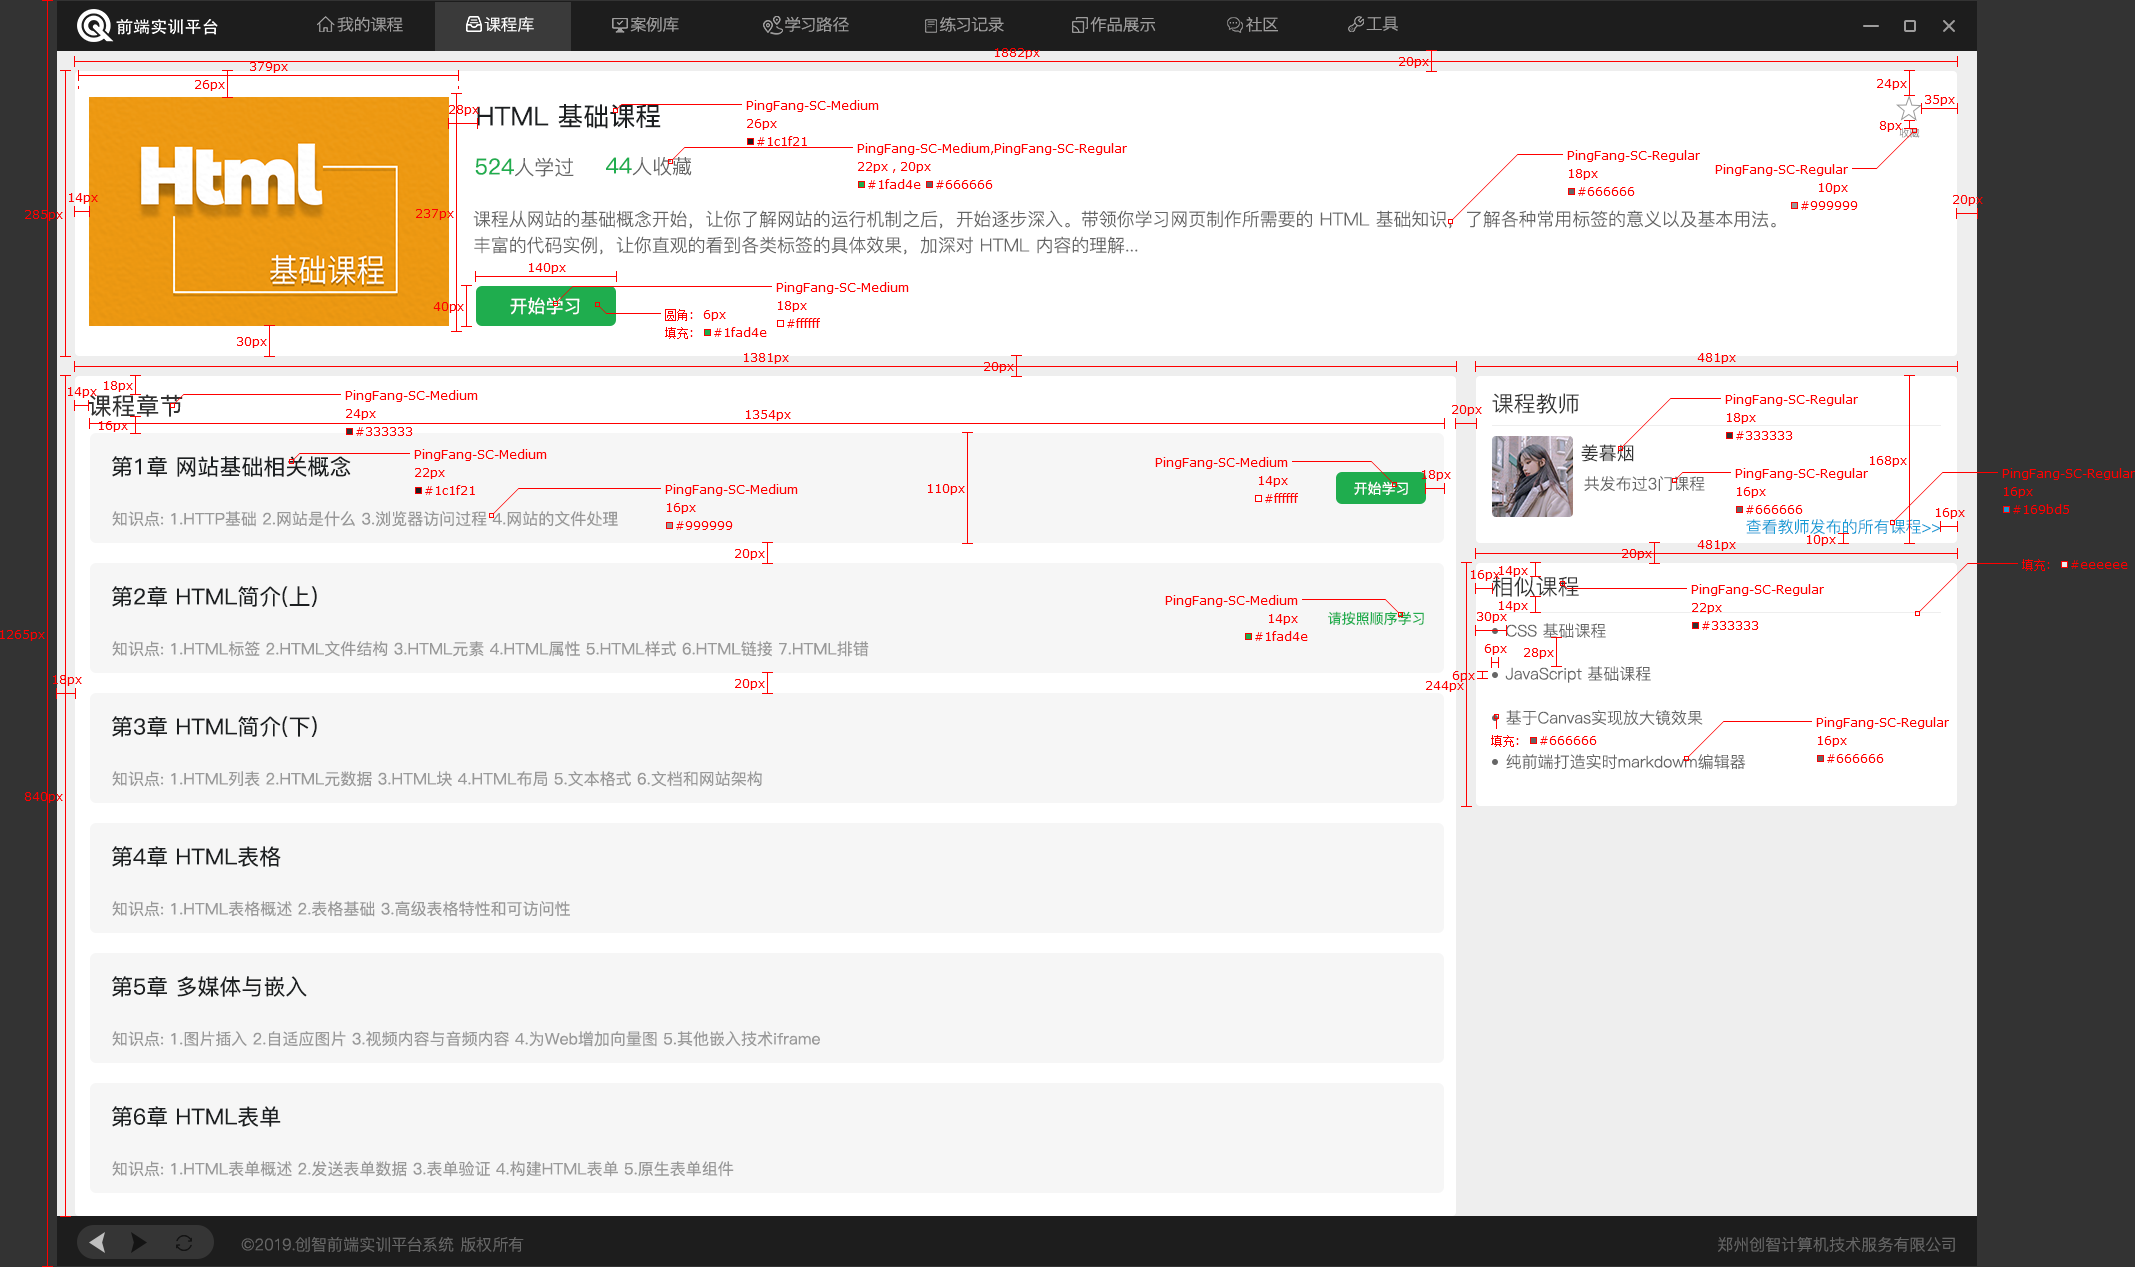 前端实训平台
我的课程
课程库
案例库
学习路径
练习记录
作品展示
社区
工具
1882px
20px
379px
26px
28px
HTML 基础课程
PingFang-SC-Medium
26px
#1c1f21
24px
35px
8px
收藏
524人学过 44人收藏
PingFang-SC-Medium,PingFang-SC-Regular
22px , 20px
#1fad4e #666666
PingFang-SC-Regular
18px
#666666
PingFang-SC-Regular
10px
#999999
Html
基础课程
14px
285px
237px
20px
课程从网站的基础概念开始，让你了解网站的运行机制之后，开始逐步深入。带领你学习网页制作所需要的 HTML 基础知识。了解各种常用标签的意义以及基本用法。
丰富的代码实例，让你直观的看到各类标签的具体效果，加深对 HTML 内容的理解...
140px
40px
开始学习
PingFang-SC-Medium
18px
#ffffff
圆角： 6px
填充： #1fad4e
30px
1381px
20px
481px
14px
18px
课程章节
16px
PingFang-SC-Medium
24px
#333333
1354px
20px
第1章 网站基础相关概念
PingFang-SC-Medium
22px
#1c1f21
知识点: 1.HTTP基础 2.网站是什么 3.浏览器访问过程 4.网站的文件处理
PingFang-SC-Medium
16px
#999999
110px
PingFang-SC-Medium
14px
#ffffff
开始学习
18px
20px
第2章 HTML简介(上)
知识点: 1.HTML标签 2.HTML文件结构 3.HTML元素 4.HTML属性 5.HTML样式 6.HTML链接 7.HTML排错
PingFang-SC-Medium
14px
#1fad4e
请按照顺序学习
20px
第3章 HTML简介(下)
知识点: 1.HTML列表 2.HTML元数据 3.HTML块 4.HTML布局 5.文本格式 6.文档和网站架构
第4章 HTML表格
知识点: 1.HTML表格概述 2.表格基础 3.高级表格特性和可访问性
第5章 多媒体与嵌入
知识点: 1.图片插入 2.自适应图片 3.视频内容与音频内容 4.为Web增加向量图 5.其他嵌入技术iframe
第6章 HTML表单
知识点: 1.HTML表单概述 2.发送表单数据 3.表单验证 4.构建HTML表单 5.原生表单组件
1265px
18px
840px
课程教师
PingFang-SC-Regular
18px
#333333
姜暮烟
168px
共发布过3门课程
PingFang-SC-Regular
16px
#666666
PingFang-SC-Regular
16px
#169bd5
查看教师发布的所有课程>>
16px
10px
20px
481px
16px
14px
相似课程
14px
PingFang-SC-Regular
22px
#333333
填充： #eeeeee
30px
CSS 基础课程
6px
28px
6px
JavaScript 基础课程
244px
基于Canvas实现放大镜效果
填充： #666666
PingFang-SC-Regular
16px
#666666
纯前端打造实时markdowm编辑器
©2019.创智前端实训平台系统 版权所有
郑州创智计算机技术服务有限公司